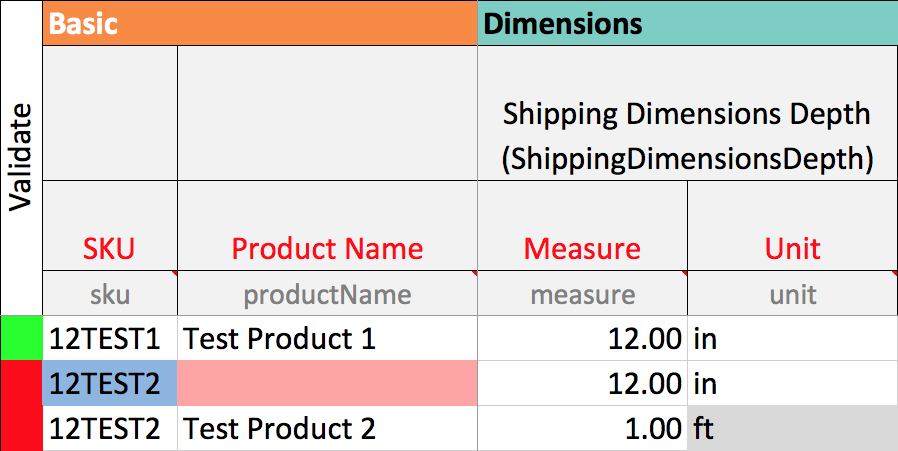 Basic Dimensions
Validate
Shipping Dimensions Depth
(ShippingDimensionsDepth)
SKU Product Name Measure Unit
sku productName measure unit
12TEST1 Test Product 1 12.00 in
12TEST2 12.00 in
12TEST2 Test Product 2 1.00 ft